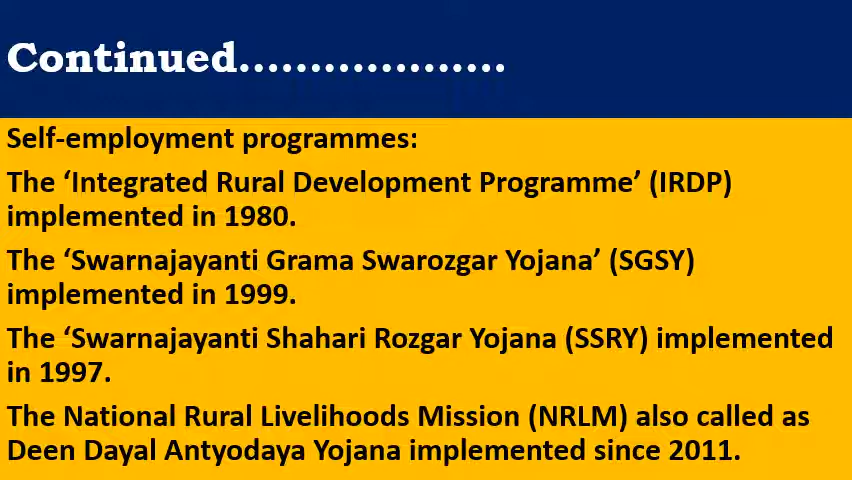 Continued...................
Self-employment programmes:
The ‘Integrated Rural Development Programme’ (IRDP)
implemented in 1980.
The ‘Swarnajayanti Grama Swarozgar Yojana’ (SGSY)
implemented in 1999.
The ‘Swarnajayanti Shahari Rozgar Yojana (SSRY) implemented
in 1997.
The National Rural Livelihoods Mission (NRLM) also called as
Deen Dayal Antyodaya Yojana implemented since 2011.